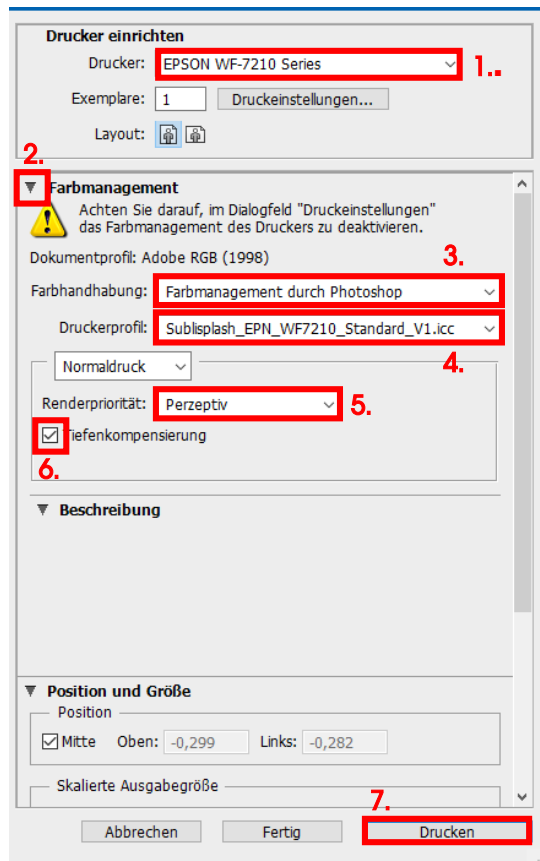 Drucker einrichten
Drucker: EPSON WF-7210 Series 1..
Exemplare: 1 Druckeinstellungen...
Layout:
2.
Farbmanagement
Achten Sie darauf, im Dialogfeld "Druckeinstellungen"
das Farbmanagement des Druckers zu deaktivieren.
Dokumentprofil: Adobe RGB (1998)
3.
Farbhandhabung: Farbmanagement durch Photoshop
Druckerprofil: Sublisplash_EPN_WF7210_Standard_V1.icc
4.
Normaldruck
Renderpriorität: Perzeptiv 5.
Tiefenkompensierung
6.
Beschreibung
Position und Größe
Position
Mitte Oben: -0,299 Links: -0,282
Skalierte Ausgabegröße
7.
Abbrechen Fertig Drucken